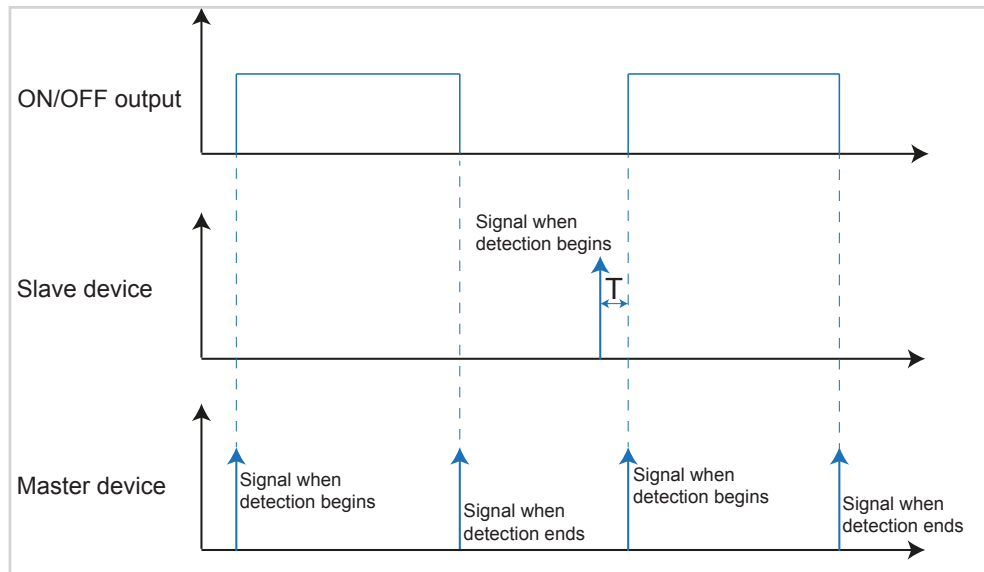 ON/OFF output
Signal when
detection begins
T
Slave device
Signal when
detection begins
Signal when
detection begins
Master device
Signal when
detection ends
Signal when
detection ends